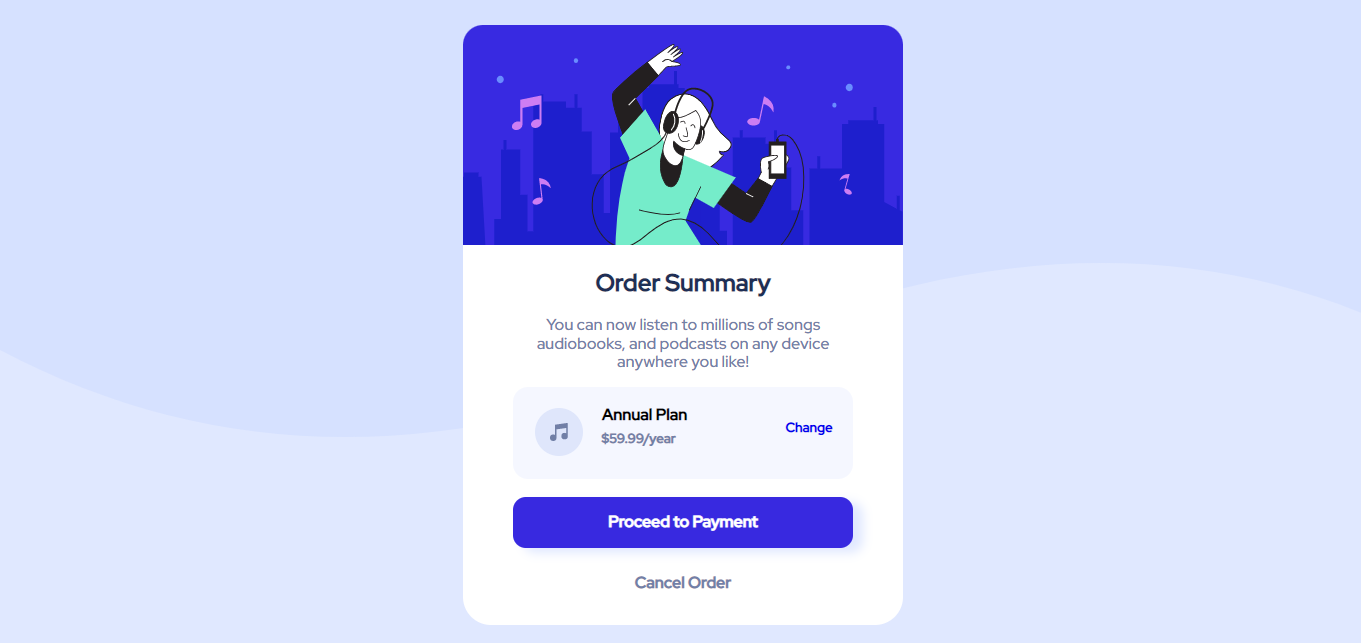 Order Summary
You can now listen to millions of songs
audiobooks, and podcasts on any device
anywhere you like!
Annual Plan
$59.99/year
Change
Proceed to Payment
Cancel Order